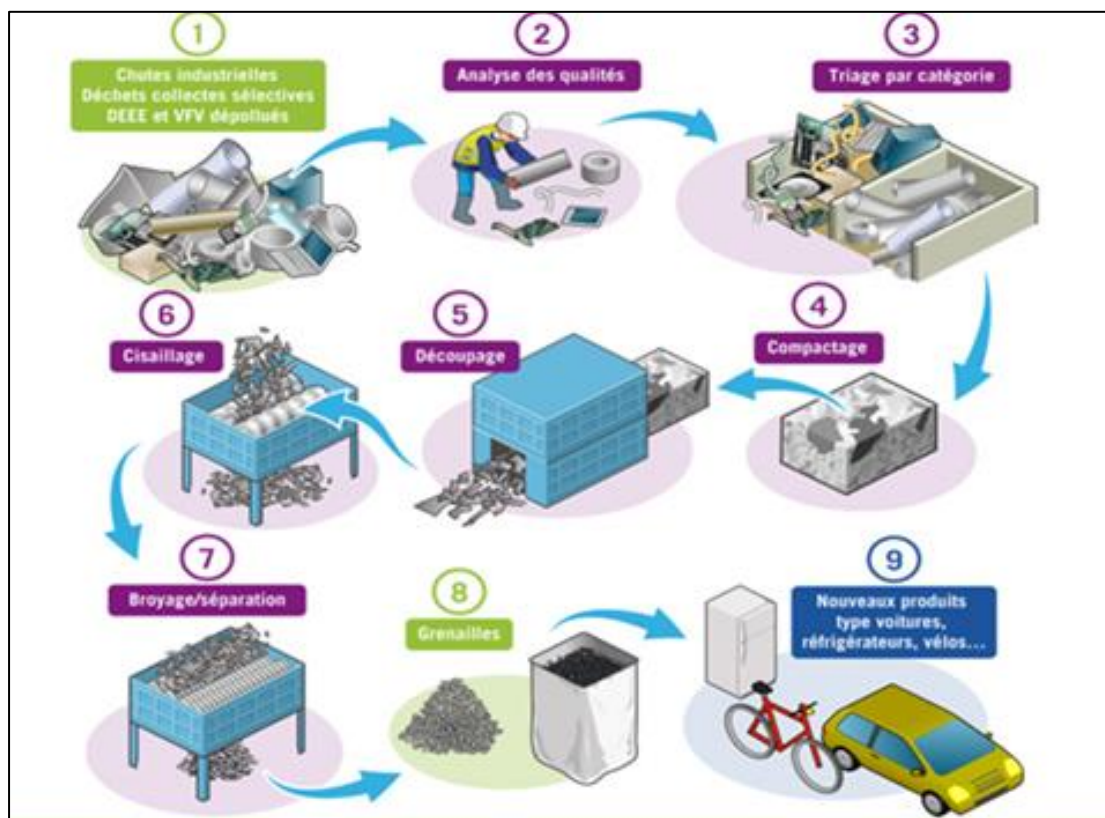 1
Chutes industrielles
Déchets collectes sélectives
DEEE et VFV dépollués
2
Analyse des qualités
3
Triage par catégorie
4
Compactage
5
Découpage
6
Cisaillage
7
Broyage/séparation
8
Grenailles
9
Nouveaux produits
type voitures,
réfrigérateurs, vélos...